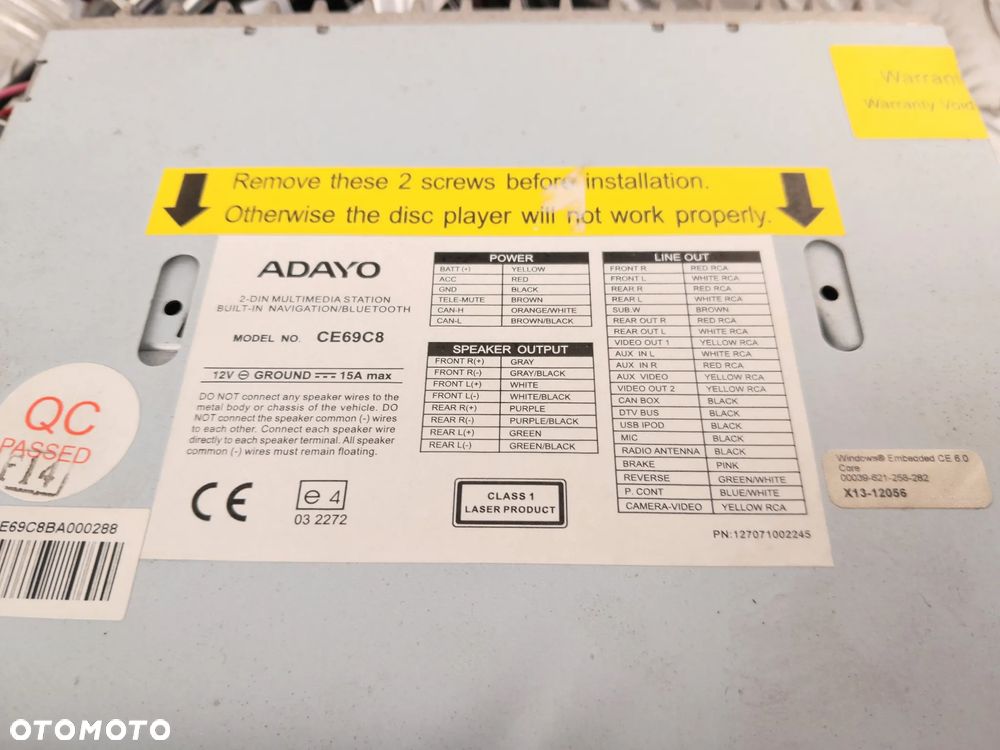 Warran
Warranty Void
Remove these 2 screws before installation.
Otherwise the disc player will not work properly.
ADAYO
2-DIN MULTIMEDIA STATION
BUILT-IN NAVIGATION/BLUETOOTH
MODEL NO. CE69C8
12V ⊖ GROUND 15A max
DO NOT connect any speaker wires to the
metal body or chassis of the vehicle. DO
NOT connect the speaker common (-) wires
to each other. Connect each speaker wire
directly to each speaker terminal. All speaker
common (-) wires must remain floating.
CE
e 4
03 2272
POWER
BATT (+) YELLOW
ACC RED
GND BLACK
TELE-MUTE BROWN
CAN-H ORANGE/WHITE
CAN-L BROWN/BLACK
SPEAKER OUTPUT
FRONT R(+) GRAY
FRONT R(-) GRAY/BLACK
FRONT L(+) WHITE
FRONT L(-) WHITE/BLACK
REAR R(+) PURPLE
REAR R(-) PURPLE/BLACK
REAR L(+) GREEN
REAR L(-) GREEN/BLACK
CLASS 1
LASER PRODUCT
LINE OUT
FRONT R RED RCA
FRONT L WHITE RCA
REAR R RED RCA
REAR L WHITE RCA
SUB.W BROWN
REAR OUT R RED RCA
REAR OUT L WHITE RCA
VIDEO OUT 1 YELLOW RCA
AUX IN L WHITE RCA
AUX IN R RED RCA
AUX VIDEO YELLOW RCA
VIDEO OUT 2 YELLOW RCA
CAN BOX BLACK
DTV BUS BLACK
USB IPOD BLACK
MIC BLACK
RADIO ANTENNA BLACK
BRAKE PINK
REVERSE GREEN/WHITE
P. CONT BLUE/WHITE
CAMERA-VIDEO YELLOW RCA
PN:127071002245
QC
PASSED
F14
E69C8BA000288
Windows® Embedded CE 6.0
Core
00039-621-258-282
X13-12056
OTOMOTO